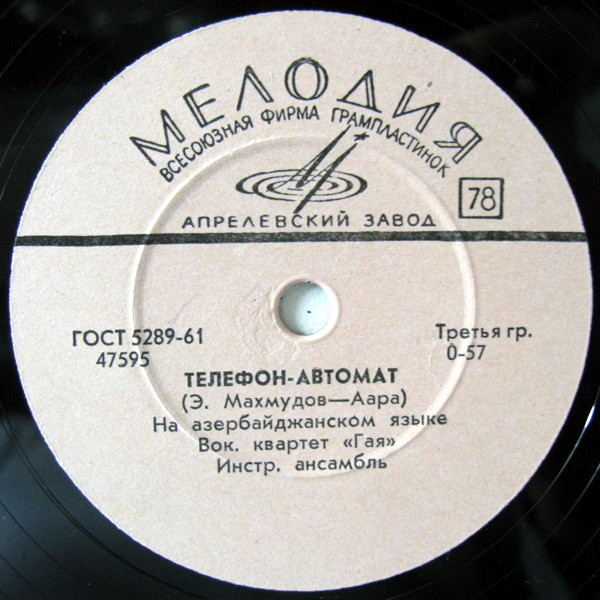 МЕЛОДИЯ
ВСЕСОЮЗНАЯ ФИРМА ГРАМПЛАСТИНОК
78
АПРЕЛЕВСКИЙ ЗАВОД
ГОСТ 5289-61
47595
Третья гр.
0-57
ТЕЛЕФОН-АВТОМАТ
(Э. Махмудов—Аара)
На азербайджанском языке
Вок. квартет «Гая»
Инстр. ансамбль